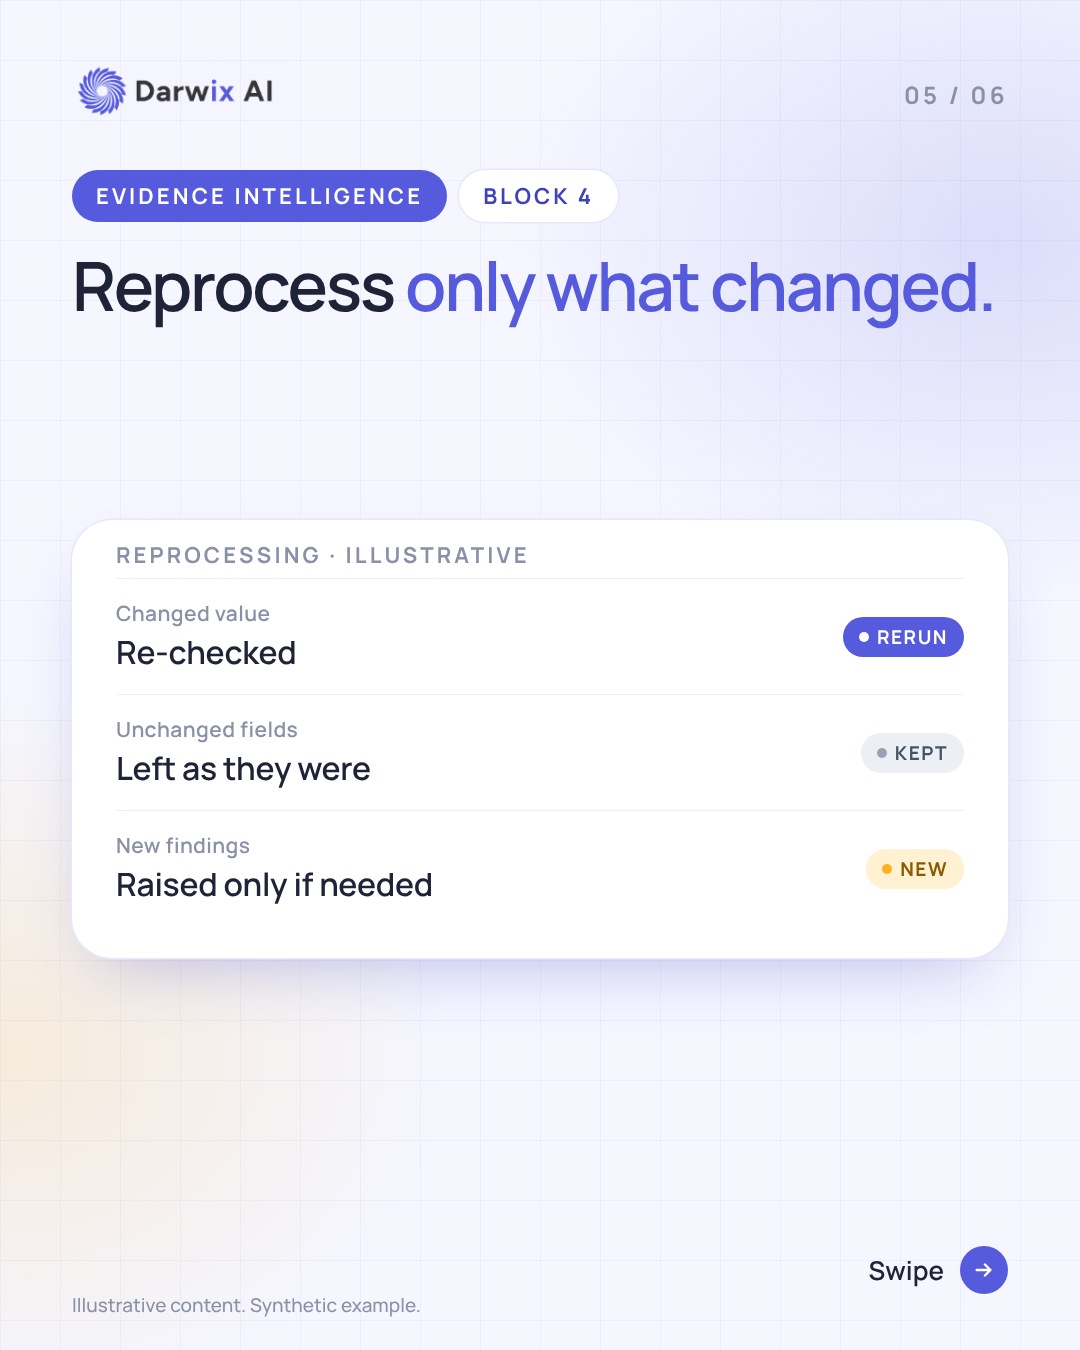 Darwix AI
05 / 06
EVIDENCE INTELLIGENCE
BLOCK 4
Reprocess only what changed.
REPROCESSING · ILLUSTRATIVE
Changed value
Re-checked
RERUN
Unchanged fields
Left as they were
KEPT
New findings
Raised only if needed
NEW
Swipe
Illustrative content. Synthetic example.